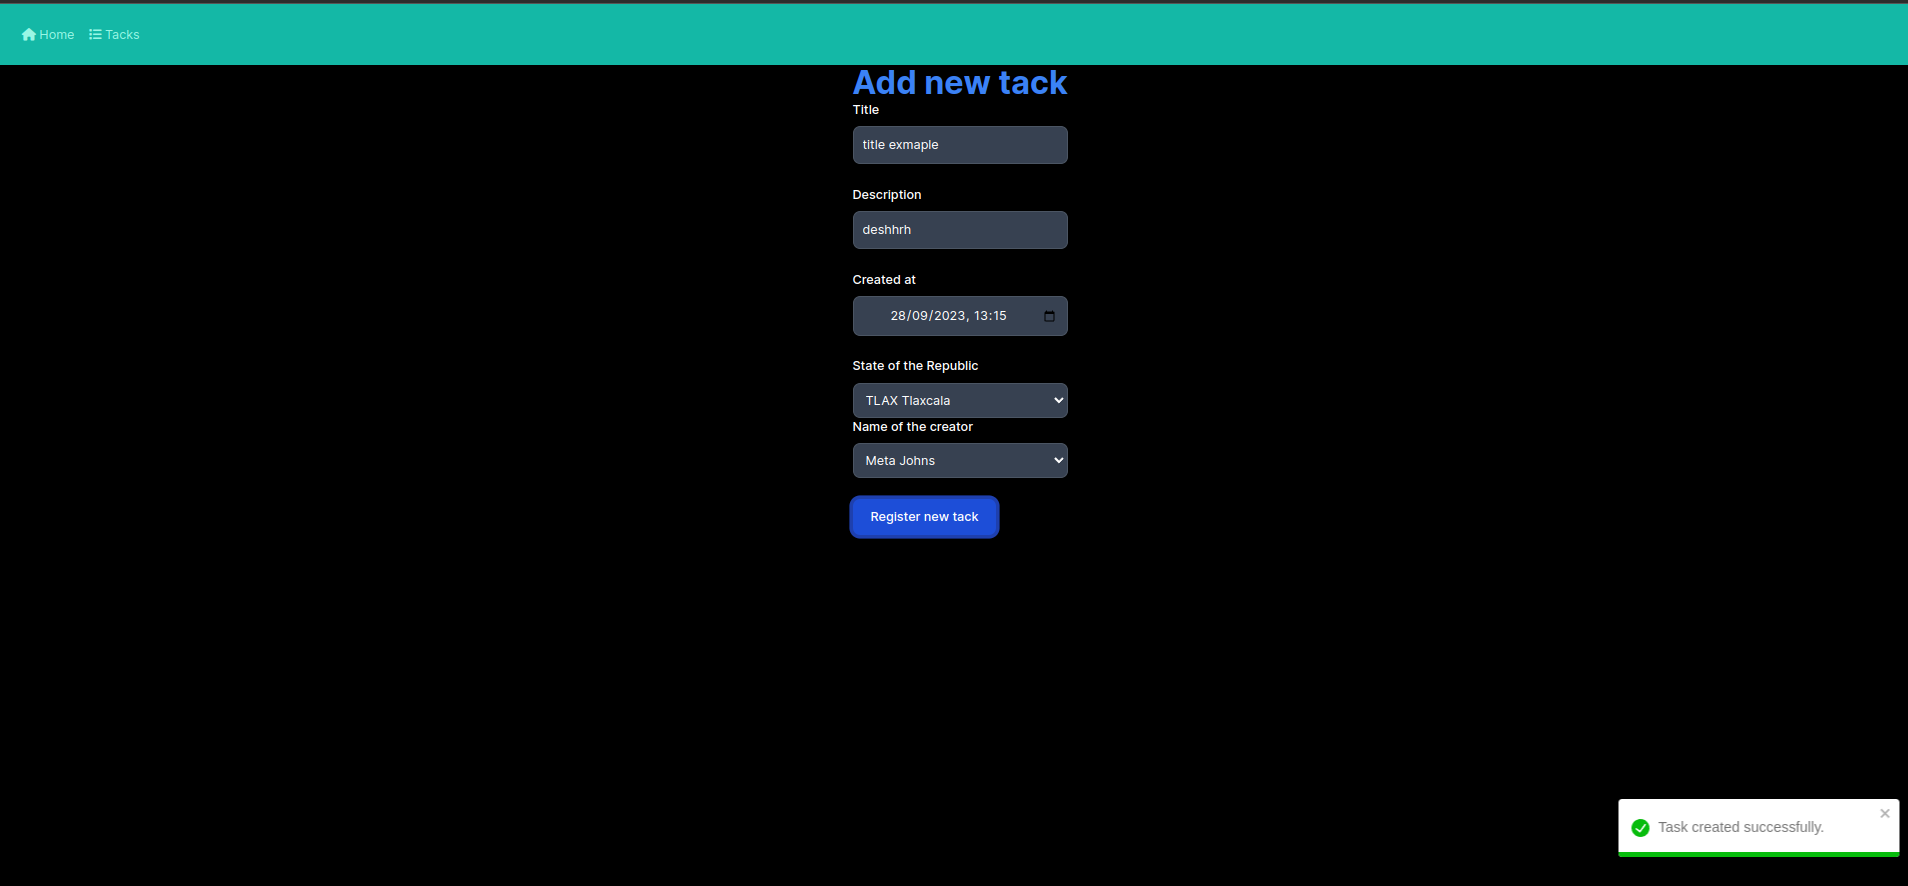 Home Tacks
Add new tack
Title
title exmaple
Description
deshhrh
Created at
28/09/2023, 13:15
State of the Republic
TLAX Tlaxcala
Name of the creator
Meta Johns
Register new tack
Task created successfully.